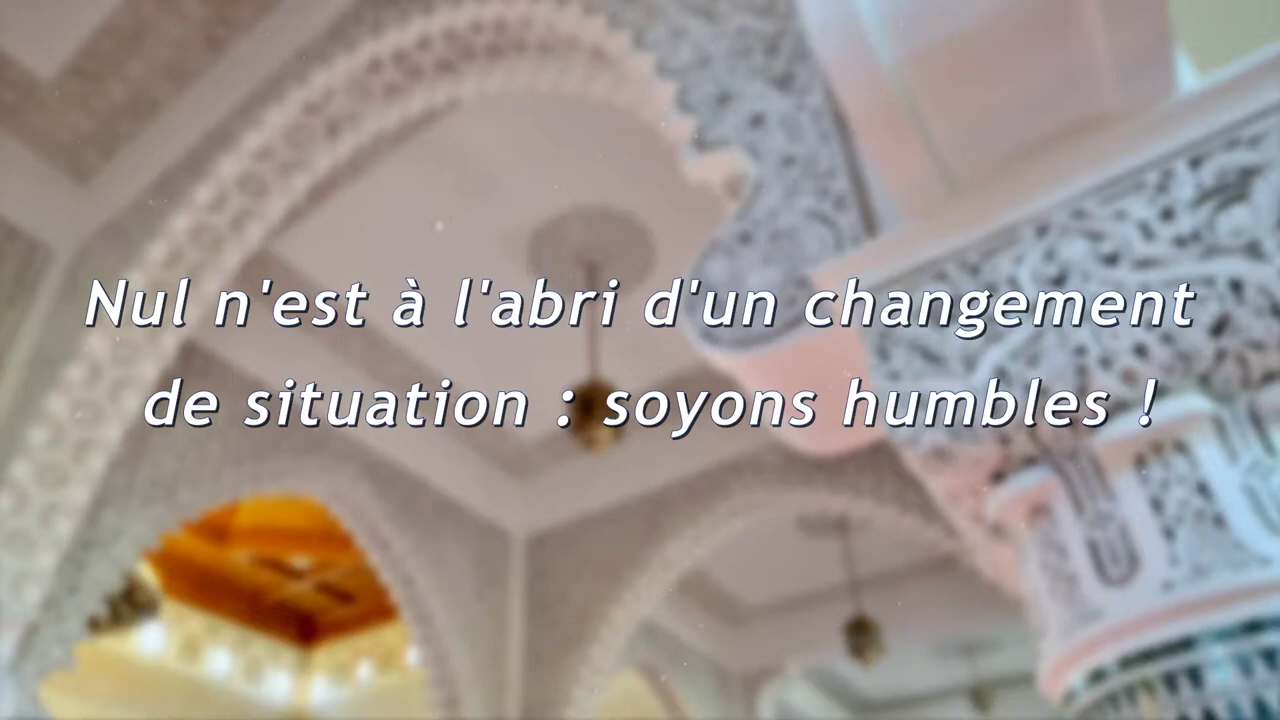 Nul n'est à l'abri d'un changement
de situation : soyons humbles !